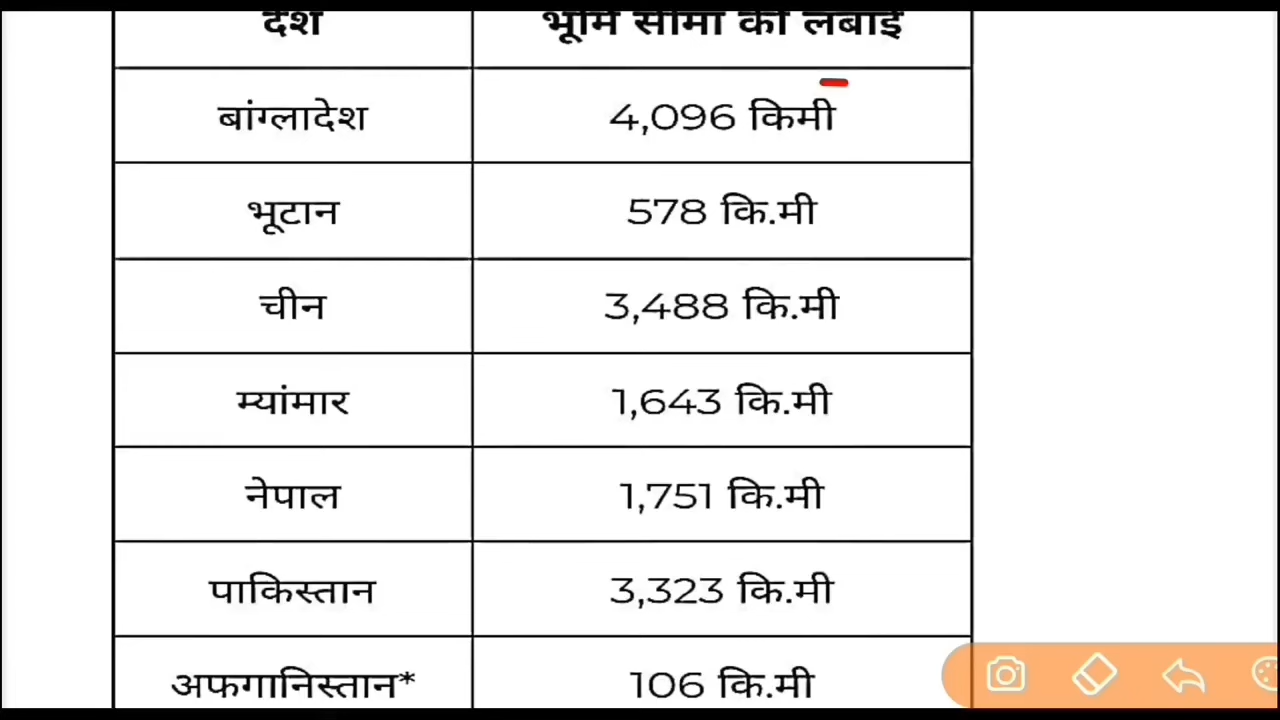 देश भूमि सीमा की लंबाई
बांग्लादेश 4,096 किमी
भूटान 578 कि.मी
चीन 3,488 कि.मी
म्यांमार 1,643 कि.मी
नेपाल 1,751 कि.मी
पाकिस्तान 3,323 कि.मी
अफगानिस्तान* 106 कि.मी